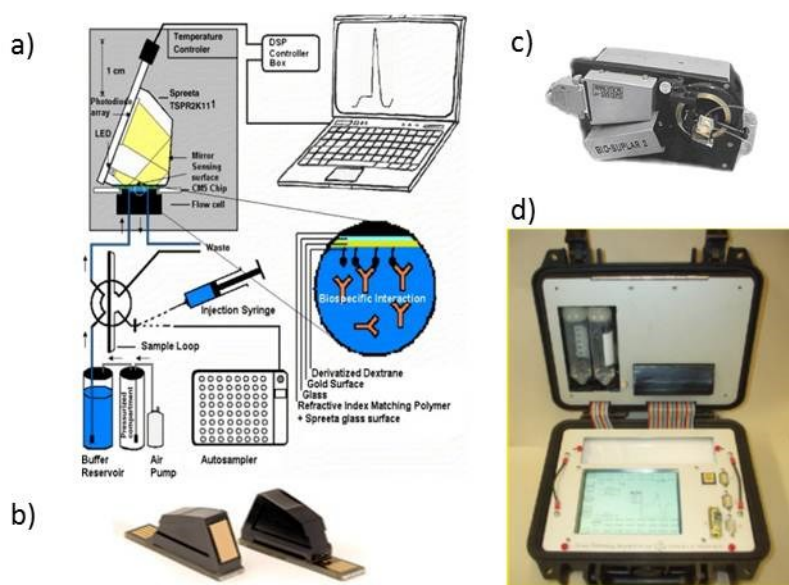 a)
Temperature
Controler
DSP
Controller
Box
1 cm
Spreeta
TSPR2K11 1
Photodiode
array
LED
Mirror
Sensing
surface
CM5 Chip
Flow cell
Waste
Injection Syringe
Biospecific Interaction
Sample Loop
Derivatized Dextrane
Gold Surface
Glass
Refractive Index Matching Polymer
+ Spreeta glass surface
Pressurized
compartment
Buffer
Reservoir
Air
Pump
Autosampler
b)
c)
BIO-SUPLAR 2
d)